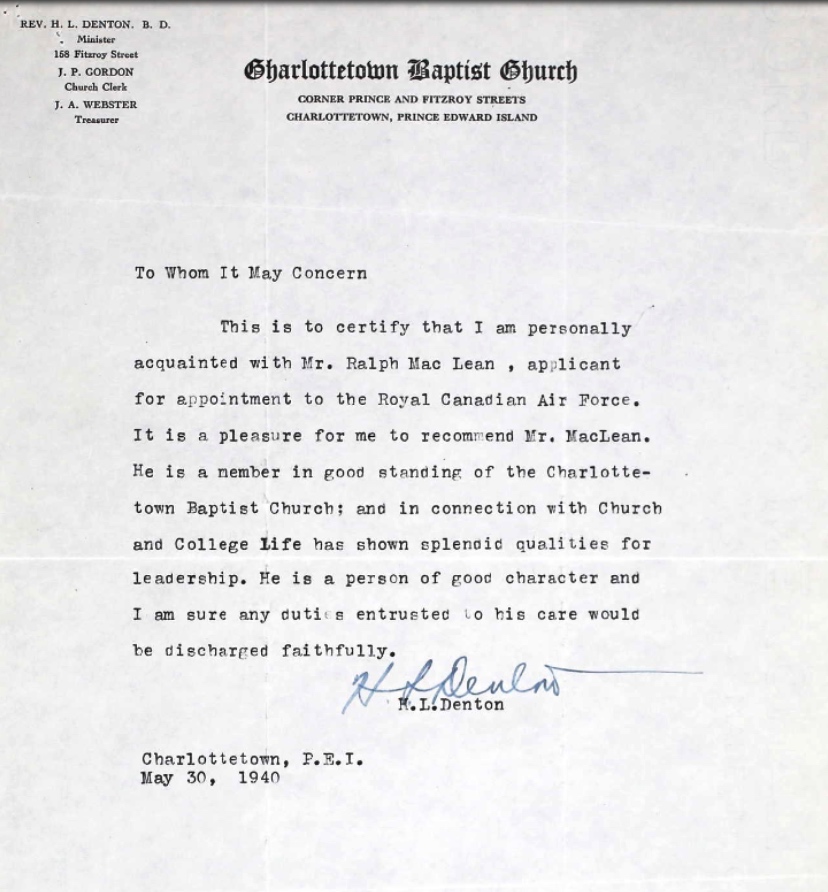 REV. H. L. DENTON. B. D.
Minister
158 Fitzroy Street
J. P. GORDON
Church Clerk
J. A. WEBSTER
Treasurer
Charlottetown Baptist Church
CORNER PRINCE AND FITZROY STREETS
CHARLOTTETOWN, PRINCE EDWARD ISLAND
To Whom It May Concern
This is to certify that I am personally
acquainted with Mr. Ralph Mac Lean , applicant
for appointment to the Royal Canadian Air Force.
It is a pleasure for me to recommend Mr. MacLean.
He is a member in good standing of the Charlotte-
town Baptist Church; and in connection with Church
and College Life has shown splendid qualities for
leadership. He is a person of good character and
I am sure any duties entrusted to his care would
be discharged faithfully.
H L Denton
H.L.Denton
Charlottetown, P.E.I.
May 30, 1940